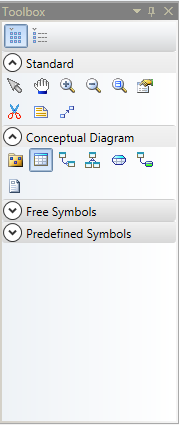 Toolbox
Standard
Conceptual Diagram
Free Symbols
Predefined Symbols